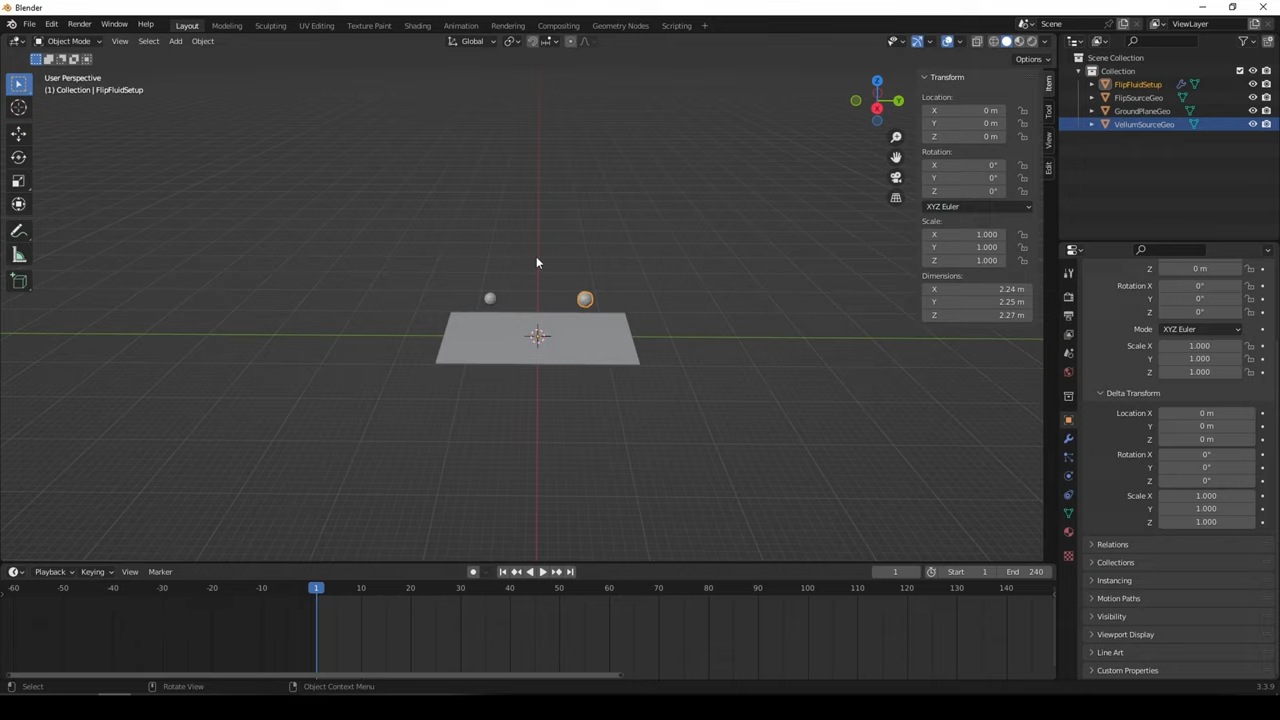 Blender
File Edit Render Window Help Layout Modeling Sculpting UV Editing Texture Paint Shading Animation Rendering Compositing Geometry Nodes Scripting + Scene ViewLayer
Object Mode View Select Add Object Global
Options
User Perspective
(1) Collection | FlipFluidSetup
Z
Y
X
Transform
Location:
X 0 m
Y 0 m
Z 0 m
Rotation:
X 0°
Y 0°
Z 0°
XYZ Euler
Scale:
X 1.000
Y 1.000
Z 1.000
Dimensions:
X 2.24 m
Y 2.25 m
Z 2.27 m
Item
Tool
View
Edit
Scene Collection
Collection
FlipFluidSetup
FlipSourceGeo
GroundPlaneGeo
VellumSourceGeo
Z 0 m
Rotation X 0°
Y 0°
Z 0°
Mode XYZ Euler
Scale X 1.000
Y 1.000
Z 1.000
Delta Transform
Location X 0 m
Y 0 m
Z 0 m
Rotation X 0°
Y 0°
Z 0°
Scale X 1.000
Y 1.000
Z 1.000
Relations
Collections
Instancing
Motion Paths
Visibility
Viewport Display
Line Art
Custom Properties
Playback Keying View Marker 1 Start 1 End 240
-60 -50 -40 -30 -20 -10 1 10 20 30 40 50 60 70 80 90 100 110 120 130 140
Select Rotate View Object Context Menu 3.3.9